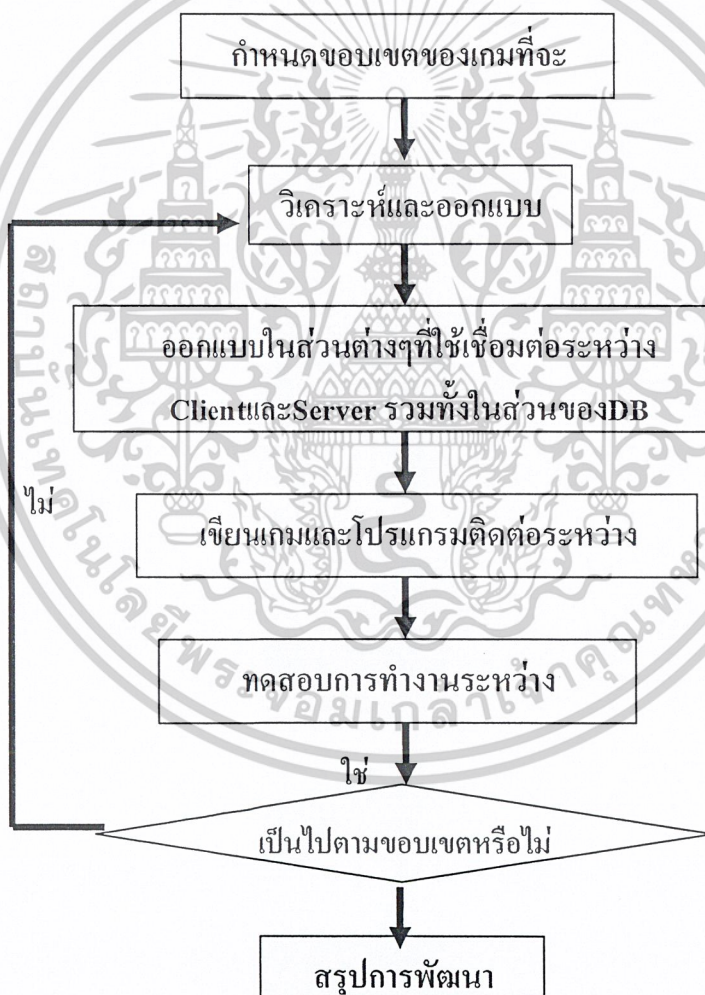 กำหนดขอบเขตของเกมที่จะ
วิเคราะห์และออกแบบ
ออกแบบในส่วนต่างๆที่ใช้เชื่อมต่อระหว่าง
ClientและServer รวมทั้งในส่วนของDB
ไม่
เขียนเกมและโปรแกรมติดต่อระหว่าง
ทดสอบการทำงานระหว่าง
ใช่
เป็นไปตามขอบเขตหรือไม่
สรุปการพัฒนา